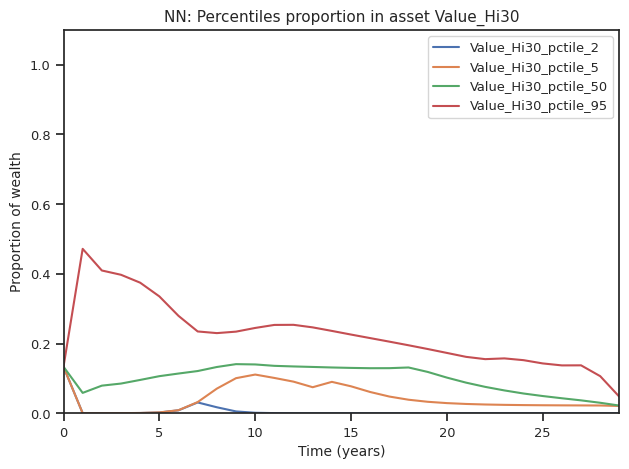 NN: Percentiles proportion in asset Value_Hi30
Value_Hi30_pctile_2
Value_Hi30_pctile_5
Value_Hi30_pctile_50
Value_Hi30_pctile_95
Proportion of wealth
1.0
0.8
0.6
0.4
0.2
0.0
0 5 10 15 20 25
Time (years)